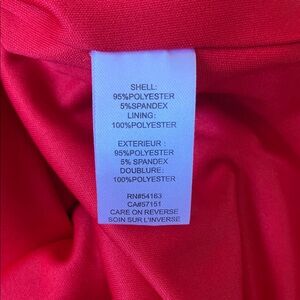 SHELL:
95%POLYESTER
5%SPANDEX
LINING:
100%POLYESTER
EXTERIEUR :
95%POLYESTER
5% SPANDEX
DOUBLURE:
100%POLYESTER
RN#54163
CA#57151
CARE ON REVERSE
SOIN SUR L'INVERSE